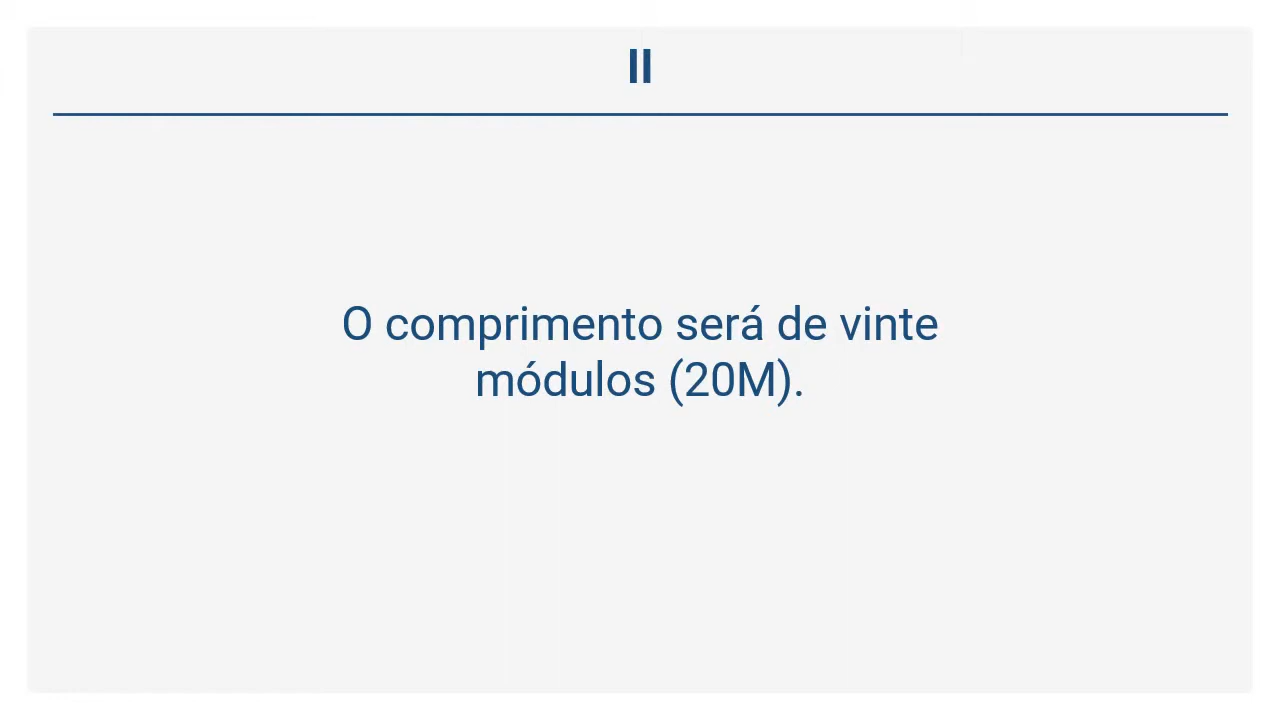 II
O comprimento será de vinte
módulos (20M).